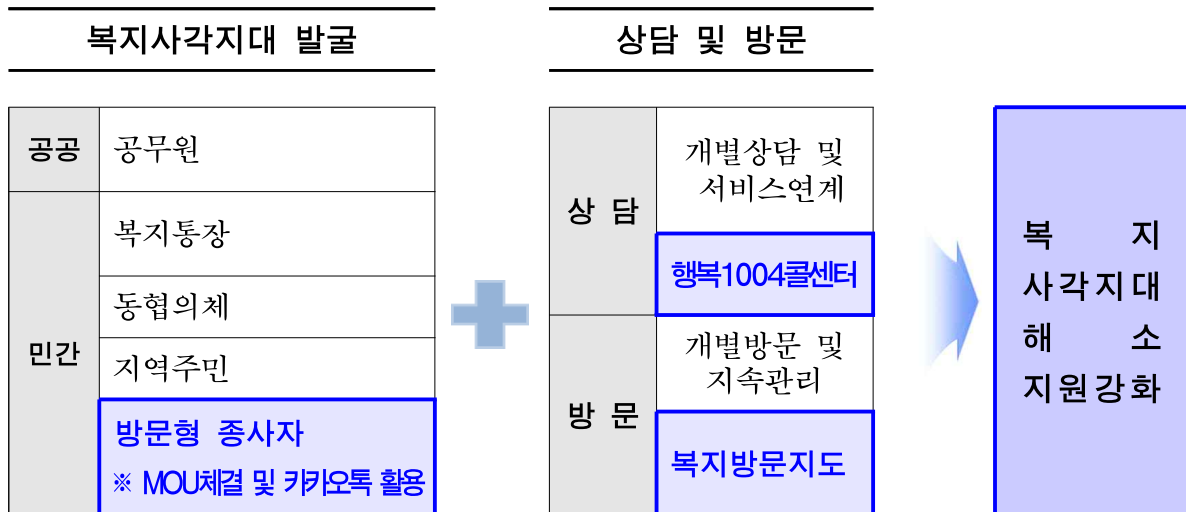 복지사각지대 발굴
공공
공무원
민간
복지통장
동협의체
지역주민
방문형 종사자
※ MOU체결 및 카카오톡 활용
상담 및 방문
상 담
개별상담 및
서비스연계
행복1004콜센터
방 문
개별방문 및
지속관리
복지방문지도
복 지
사각지대
해 소
지원강화